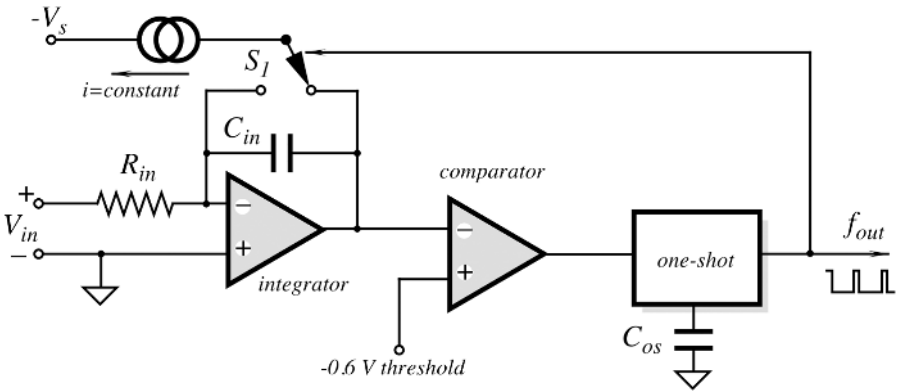 -Vs
S1
i=constant
Cin
Rin
comparator
+
Vin
−
−
+
integrator
−
+
one-shot
fout
Cos
-0.6 V threshold